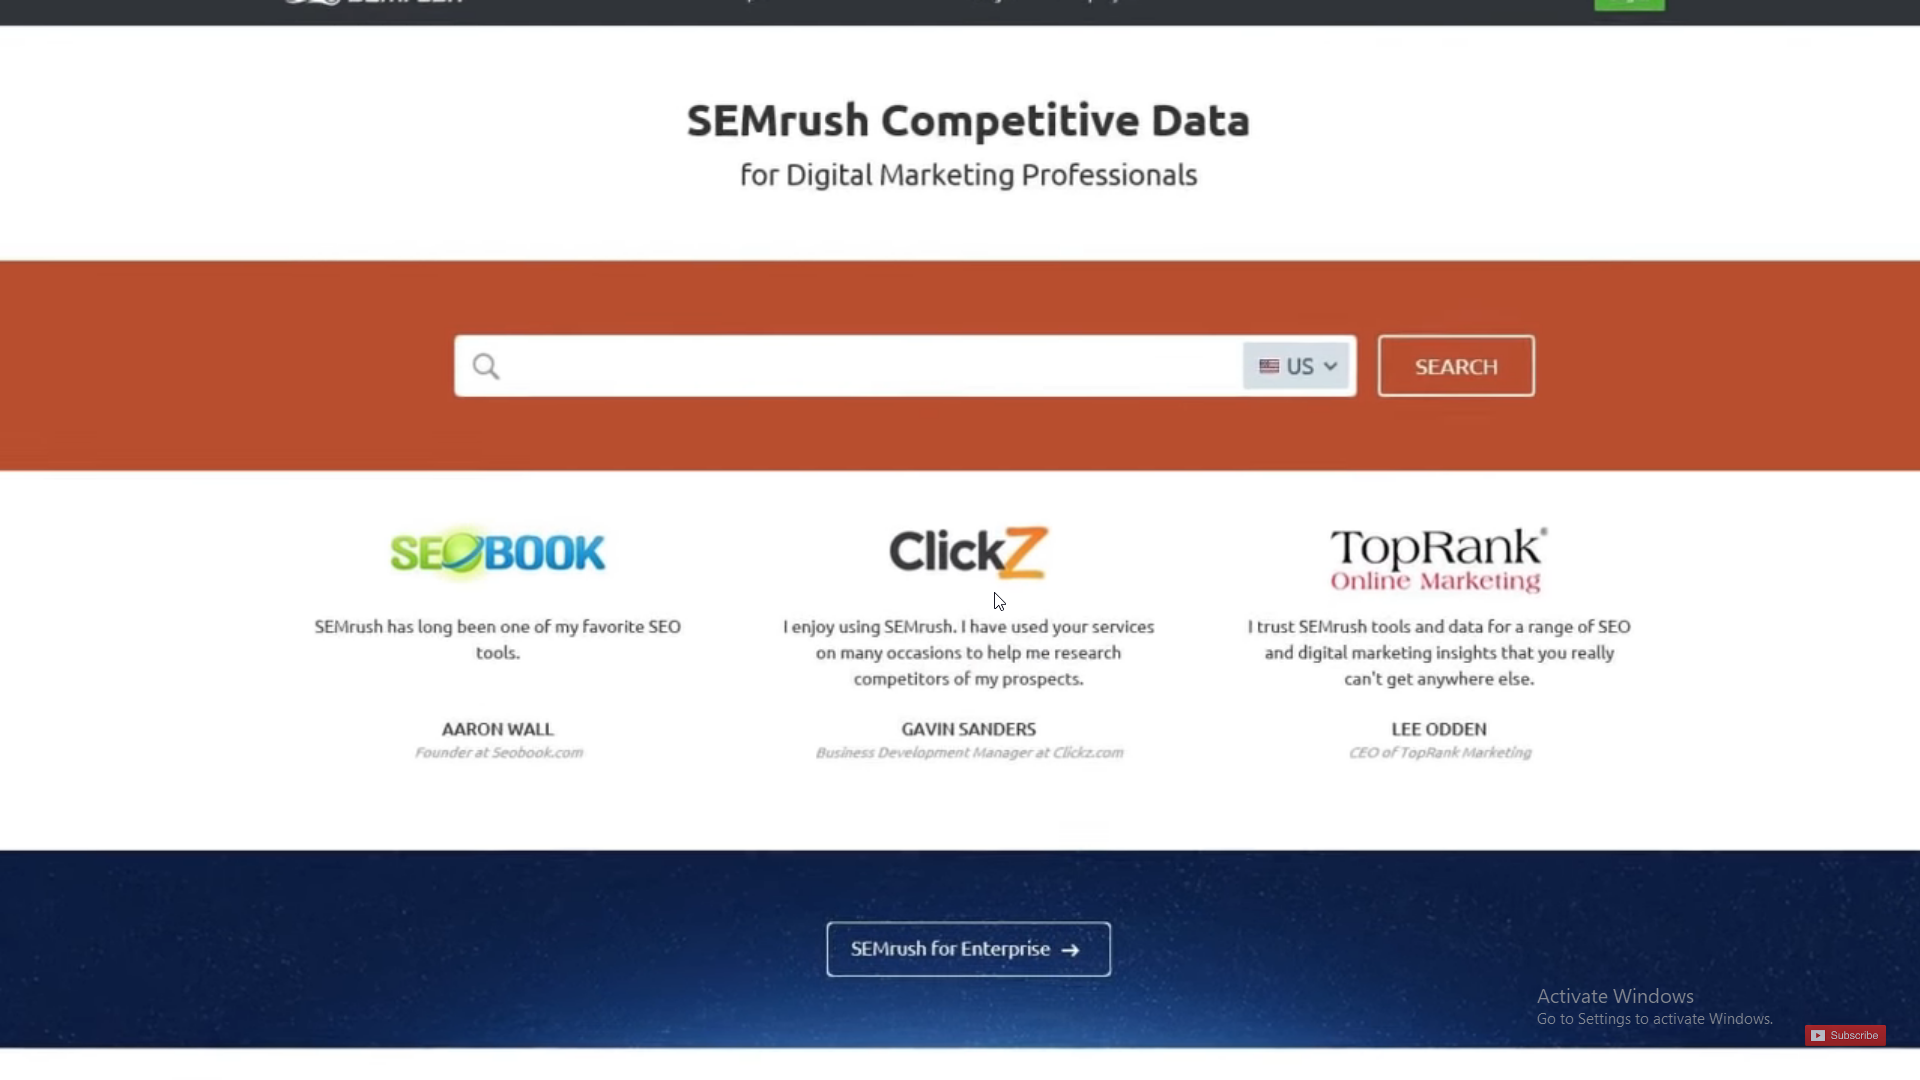 SEMrush Competitive Data
for Digital Marketing Professionals
US
SEARCH
SEOBOOK
ClickZ
TopRank®
Online Marketing
SEMrush has long been one of my favorite SEO
tools.
I enjoy using SEMrush. I have used your services
on many occasions to help me research
competitors of my prospects.
I trust SEMrush tools and data for a range of SEO
and digital marketing insights that you really
can't get anywhere else.
AARON WALL
Founder at Seobook.com
GAVIN SANDERS
Business Development Manager at Clickz.com
LEE ODDEN
CEO of TopRank Marketing
SEMrush for Enterprise →
Activate Windows
Go to Settings to activate Windows.
Subscribe